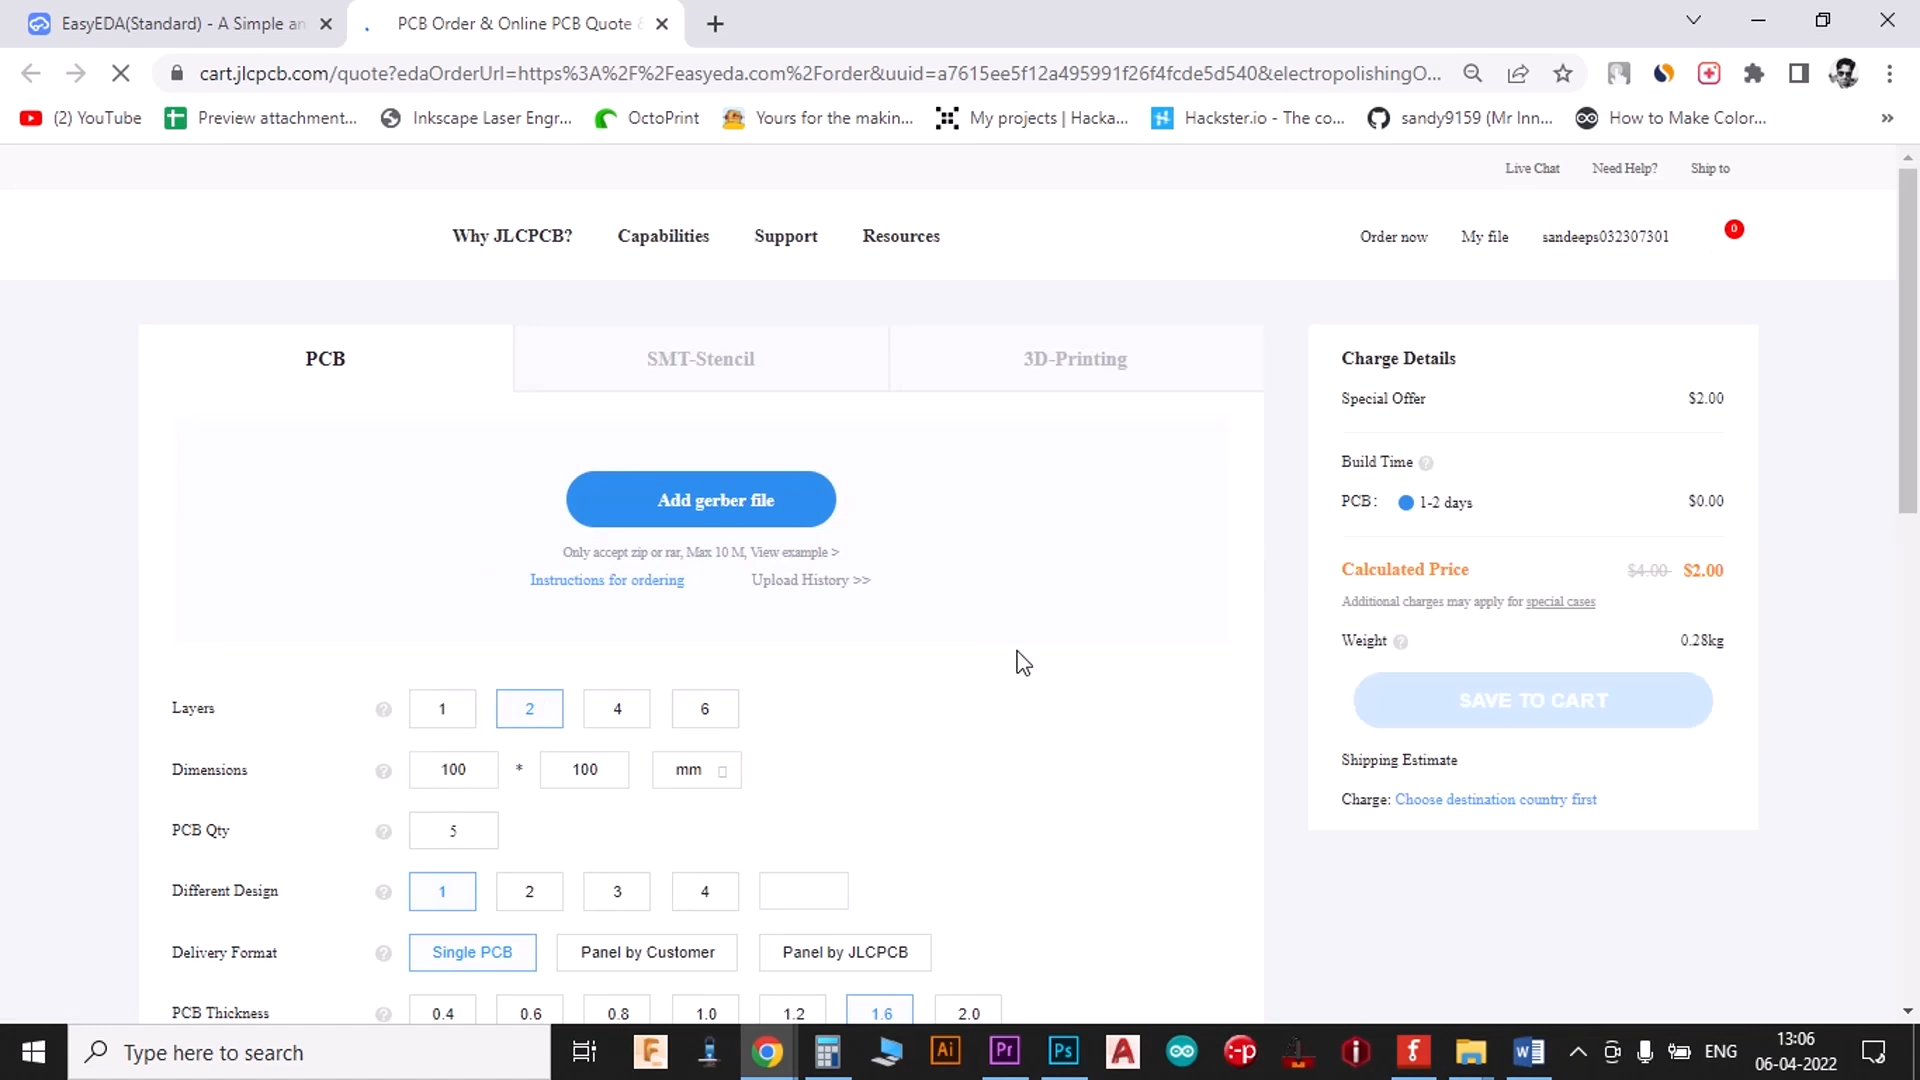 EasyEDA(Standard) - A Simple an
PCB Order & Online PCB Quote &
cart.jlcpcb.com/quote?edaOrderUrl=https%3A%2F%2Feasyeda.com%2Forder&uuid=a7615ee5f12a495991f26f4fcde5d540&electropolishingO...
(2) YouTube
Preview attachment...
Inkscape Laser Engr...
OctoPrint
Yours for the makin...
My projects | Hacka...
Hackster.io - The co...
sandy9159 (Mr Inn...
How to Make Color...
Live Chat Need Help? Ship to
Why JLCPCB? Capabilities Support Resources
Order now My file sandeeps032307301 0
PCB SMT-Stencil 3D-Printing
Add gerber file
Only accept zip or rar, Max 10 M, View example >
Instructions for ordering Upload History >>
Layers ? 1 2 4 6
Dimensions ? 100 * 100 mm
PCB Qty ? 5
Different Design ? 1 2 3 4
Delivery Format ? Single PCB Panel by Customer Panel by JLCPCB
PCB Thickness ? 0.4 0.6 0.8 1.0 1.2 1.6 2.0
Charge Details
Special Offer $2.00
Build Time ?
PCB: 1-2 days $0.00
Calculated Price $4.00 $2.00
Additional charges may apply for special cases
Weight ? 0.28kg
SAVE TO CART
Shipping Estimate
Charge: Choose destination country first
Type here to search
F
Ai
Pr
Ps
A
:-p
i
f
W
ENG
13:06
06-04-2022